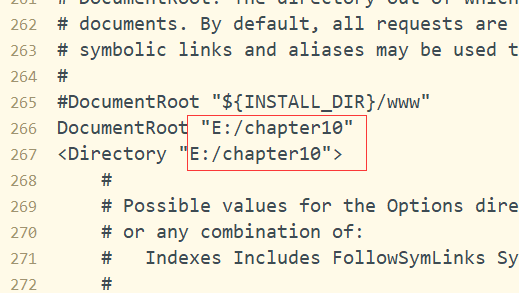 261 # DocumentRoot: The directory out of which
262 # documents. By default, all requests are
263 # symbolic links and aliases may be used t
264 #
265 #DocumentRoot "${INSTALL_DIR}/www"
266 DocumentRoot "E:/chapter10"
267 <Directory "E:/chapter10">
268 #
269 # Possible values for the Options dire
270 # or any combination of:
271 # Indexes Includes FollowSymLinks Sy
272 #